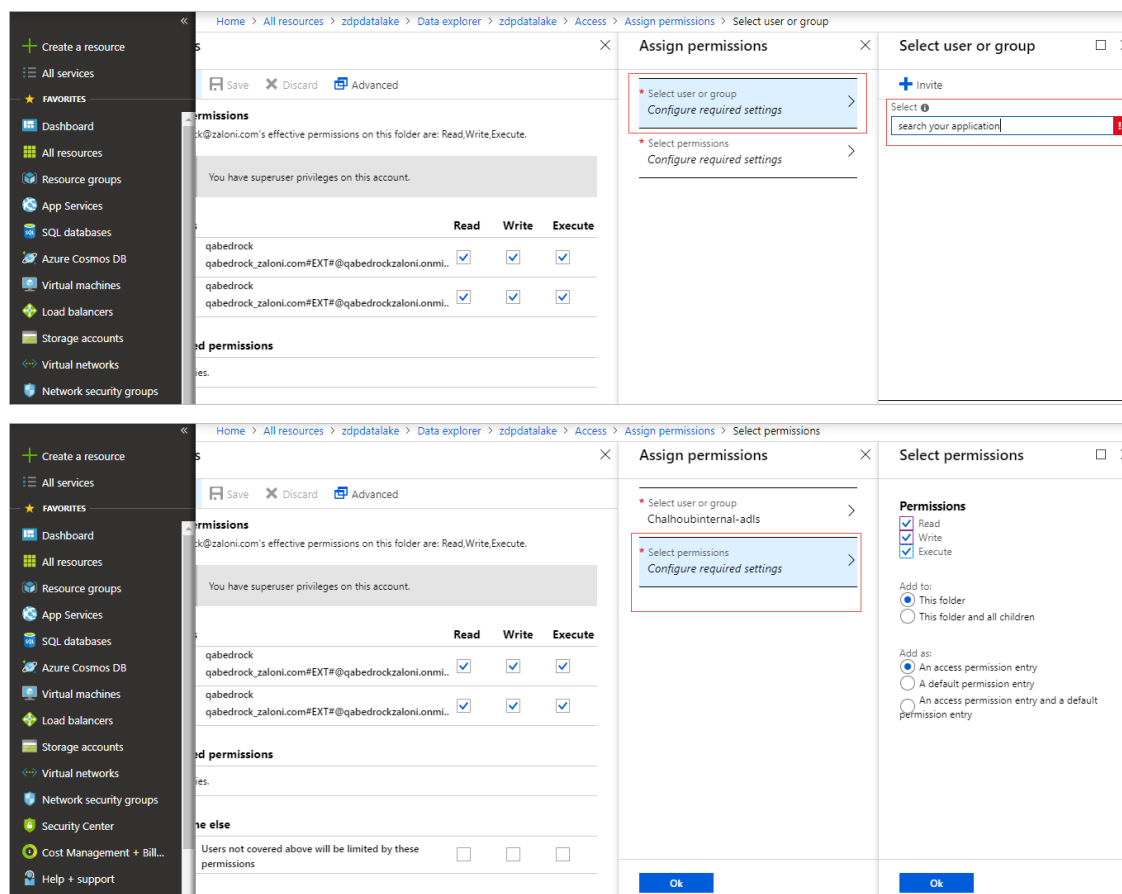 Home > All resources > zdpdatalake > Data explorer > zdpdatalake > Access > Assign permissions > Select user or group
«
Create a resource
All services
FAVORITES
Dashboard
All resources
Resource groups
App Services
SQL databases
Azure Cosmos DB
Virtual machines
Load balancers
Storage accounts
Virtual networks
Network security groups
s
Save Discard Advanced
ermissions
ck@zaloni.com's effective permissions on this folder are: Read,Write,Execute.
You have superuser privileges on this account.
Read Write Execute
qabedrock
qabedrock_zaloni.com#EXT#@qabedrockzaloni.onmi..
qabedrock
qabedrock_zaloni.com#EXT#@qabedrockzaloni.onmi..
ed permissions
ies.
Assign permissions
* Select user or group
Configure required settings
* Select permissions
Configure required settings
Select user or group
Invite
Select
search your application
Home > All resources > zdpdatalake > Data explorer > zdpdatalake > Access > Assign permissions > Select permissions
«
Create a resource
All services
FAVORITES
Dashboard
All resources
Resource groups
App Services
SQL databases
Azure Cosmos DB
Virtual machines
Load balancers
Storage accounts
Virtual networks
Network security groups
Security Center
Cost Management + Bill...
Help + support
s
Save Discard Advanced
ermissions
ck@zaloni.com's effective permissions on this folder are: Read,Write,Execute.
You have superuser privileges on this account.
Read Write Execute
qabedrock
qabedrock_zaloni.com#EXT#@qabedrockzaloni.onmi..
qabedrock
qabedrock_zaloni.com#EXT#@qabedrockzaloni.onmi..
ed permissions
ies.
ne else
Users not covered above will be limited by these
permissions
Assign permissions
* Select user or group
Chalhoubinternal-adls
* Select permissions
Configure required settings
Ok
Select permissions
Permissions
Read
Write
Execute
Add to:
This folder
This folder and all children
Add as:
An access permission entry
A default permission entry
An access permission entry and a default
permission entry
Ok